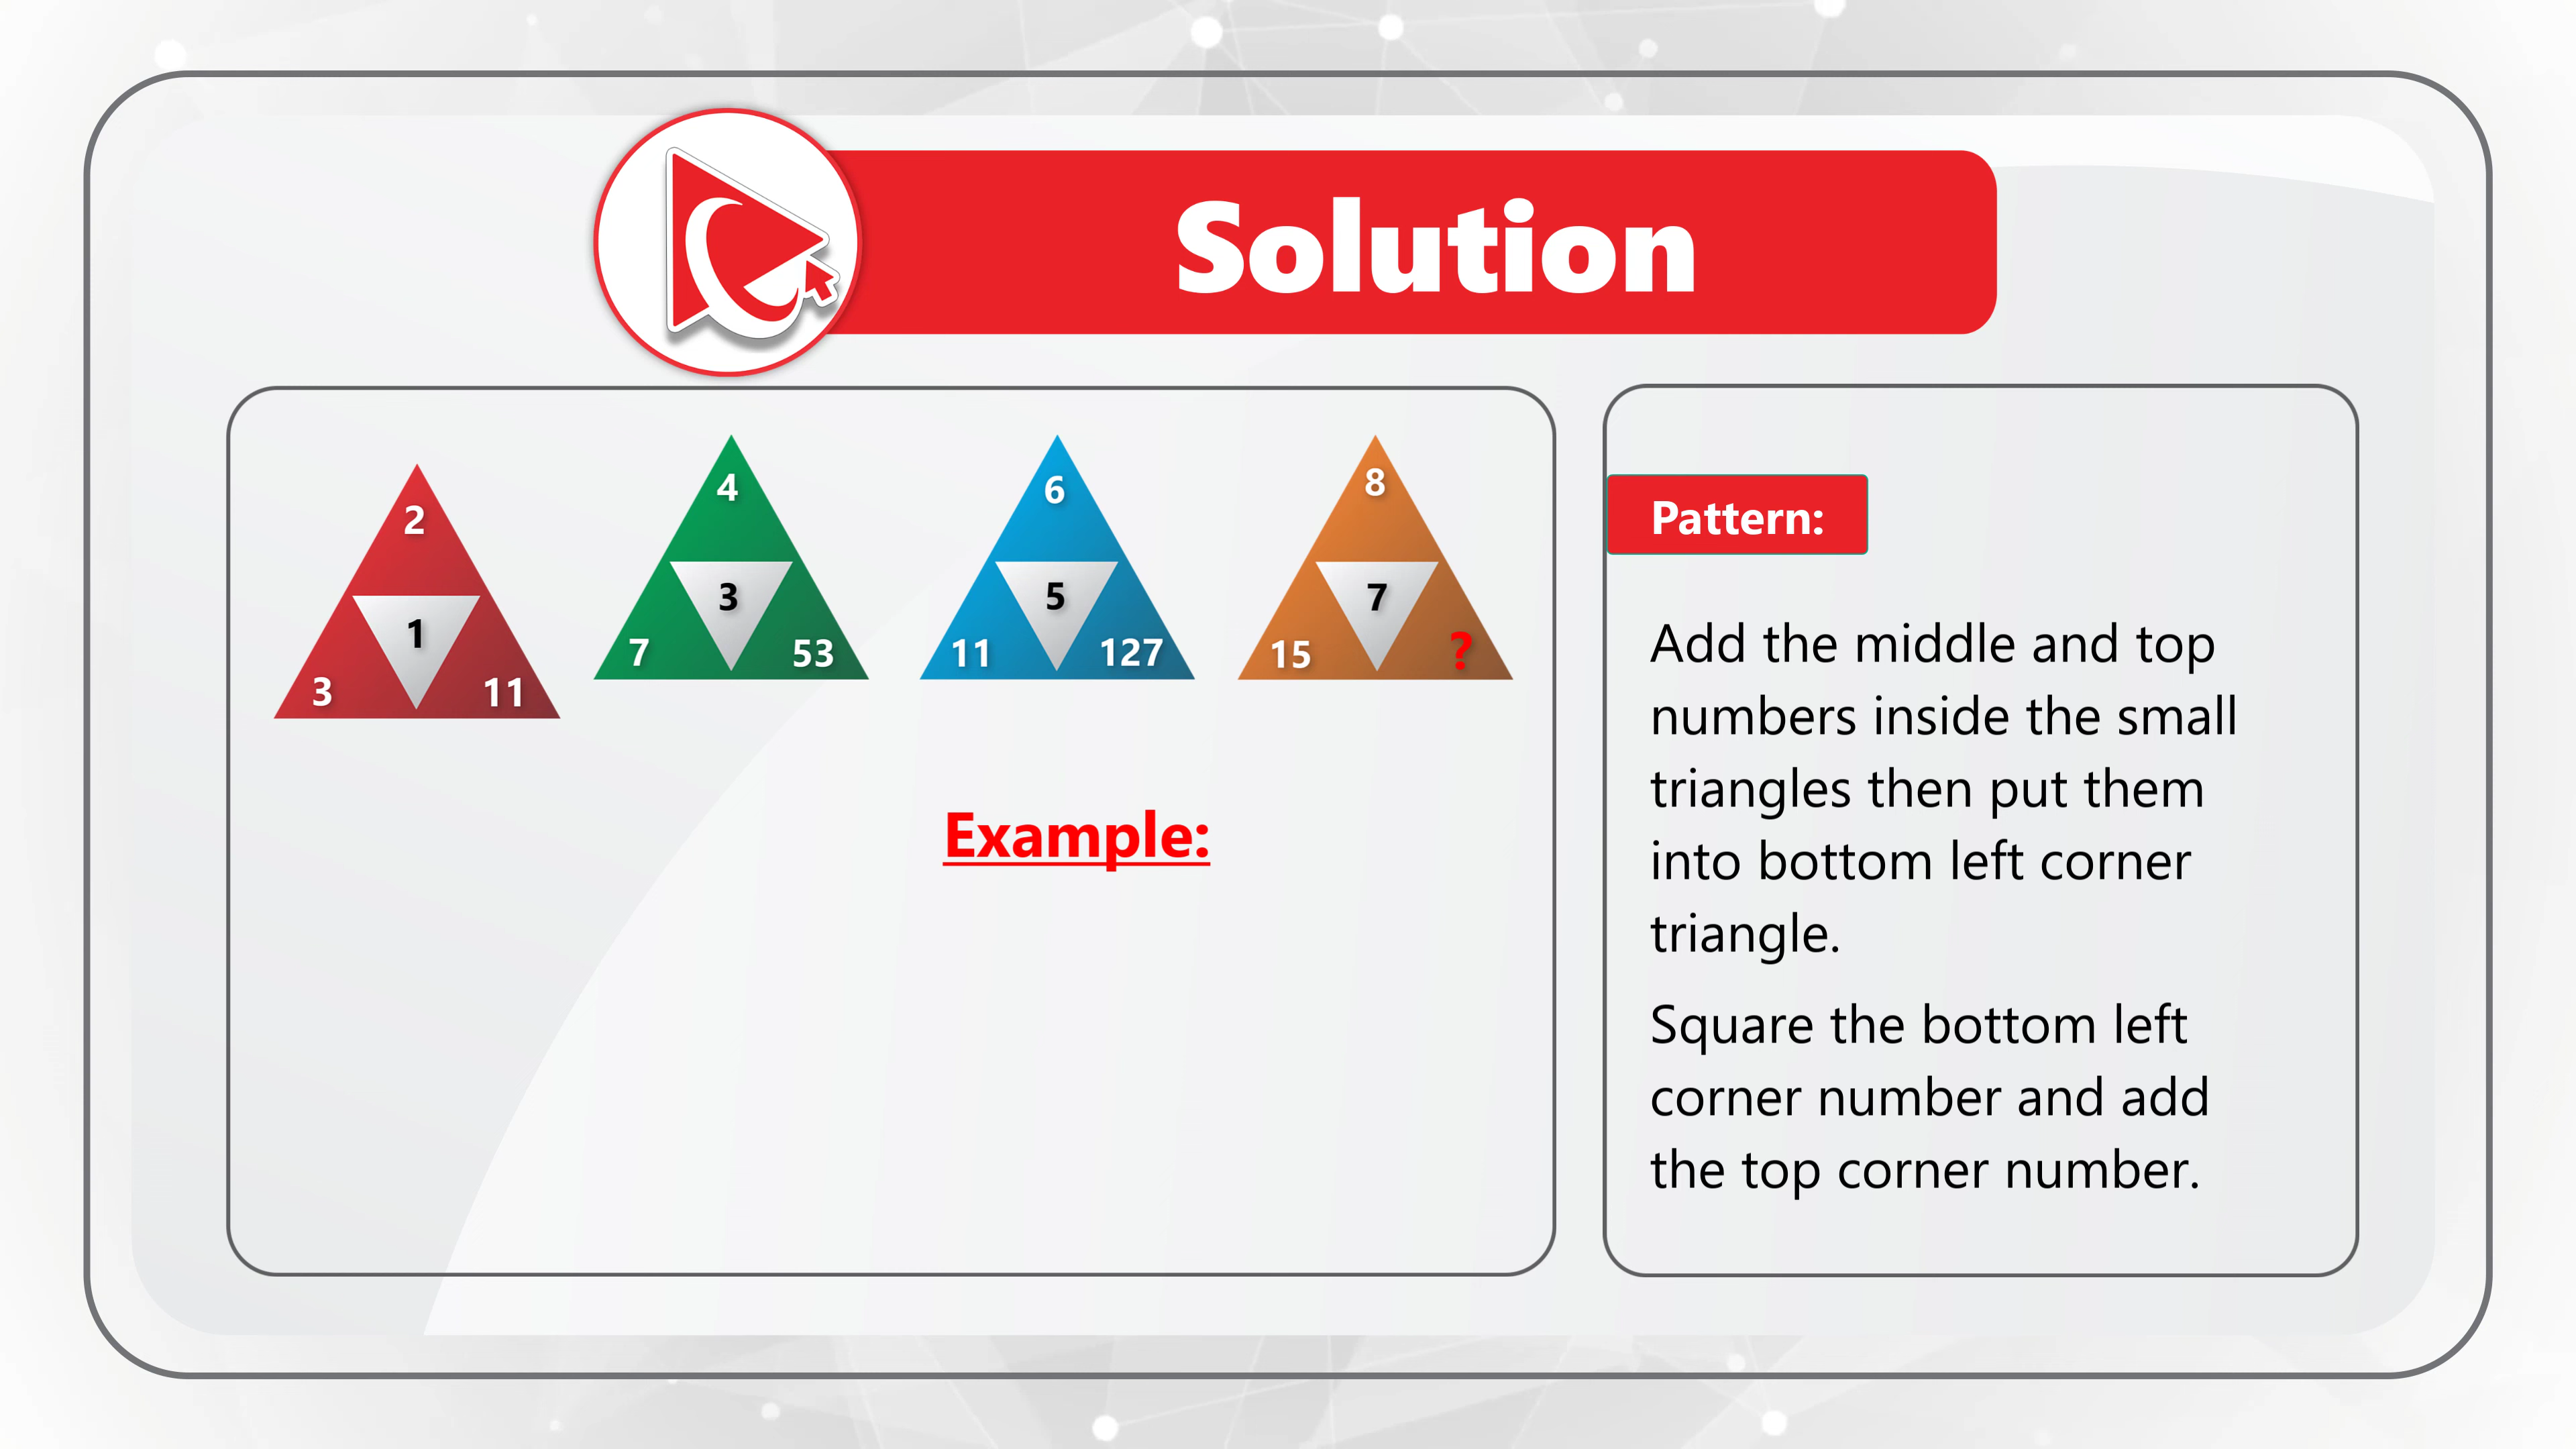 Solution
2
1
3 11
4
3
7 53
6
5
11 127
8
7
15 ?
Example:
Pattern:
Add the middle and top
numbers inside the small
triangles then put them
into bottom left corner
triangle.
Square the bottom left
corner number and add
the top corner number.